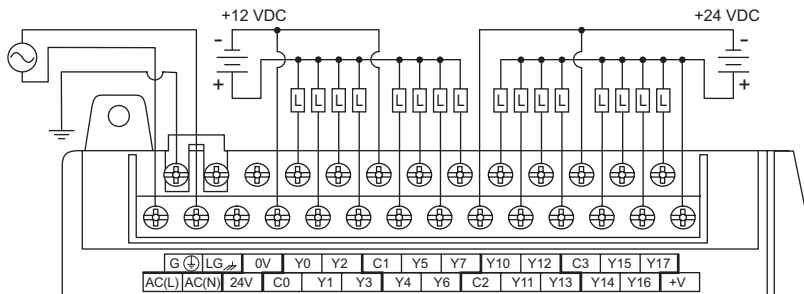 +12 VDC +24 VDC
- -
+ +
L L L L L L L L L L L L L L L L
G LG 0V Y0 Y2 C1 Y5 Y7 Y10 Y12 C3 Y15 Y17
AC(L) AC(N) 24V C0 Y1 Y3 Y4 Y6 C2 Y11 Y13 Y14 Y16 +V